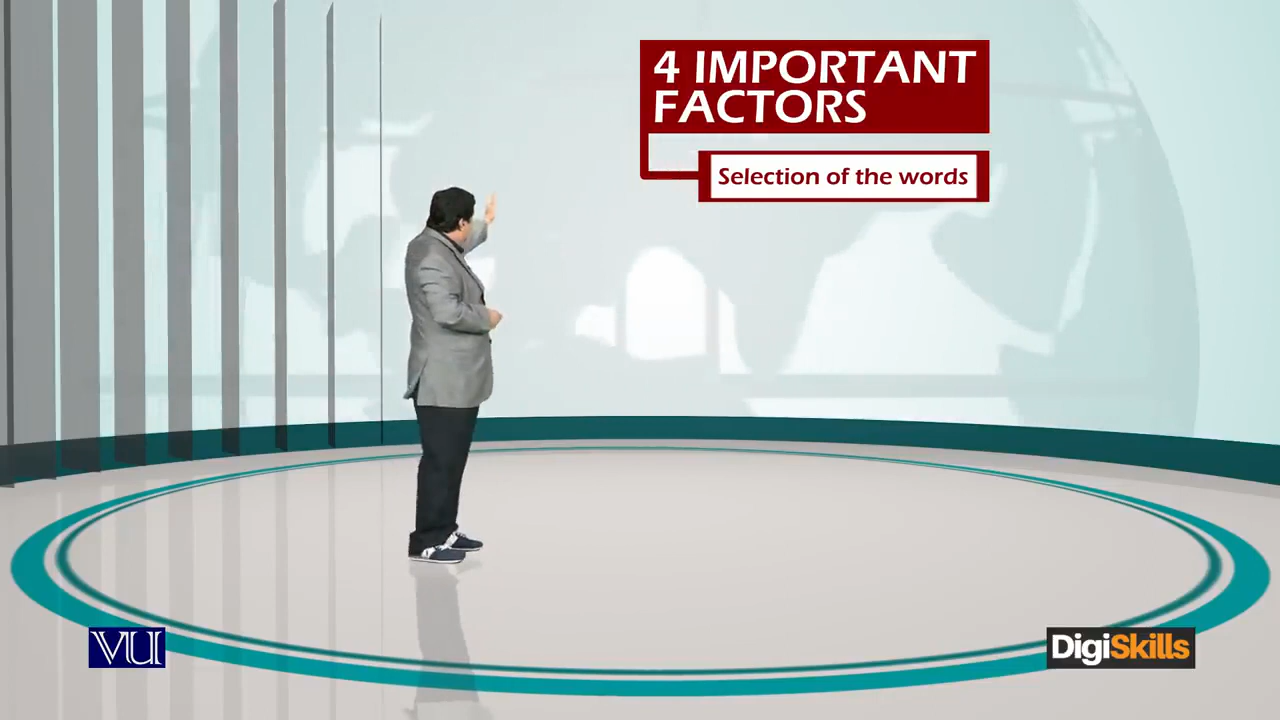 4 IMPORTANT
FACTORS
Selection of the words
VU
DigiSkills